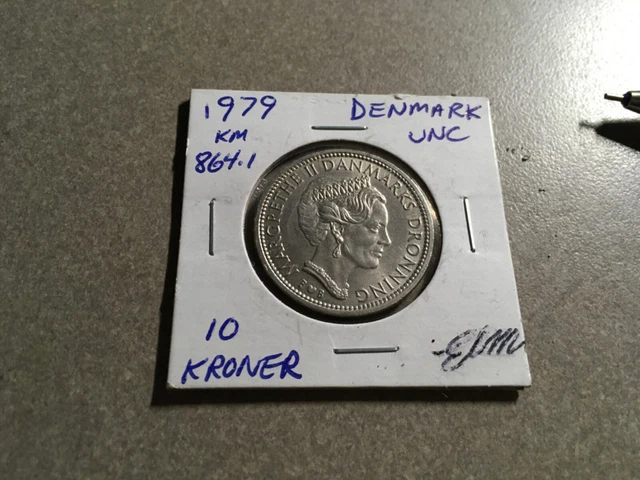 1979
KM
864.1
DENMARK
UNC
MARGRETHE II DANMARKS DRONNING
10
KRONER